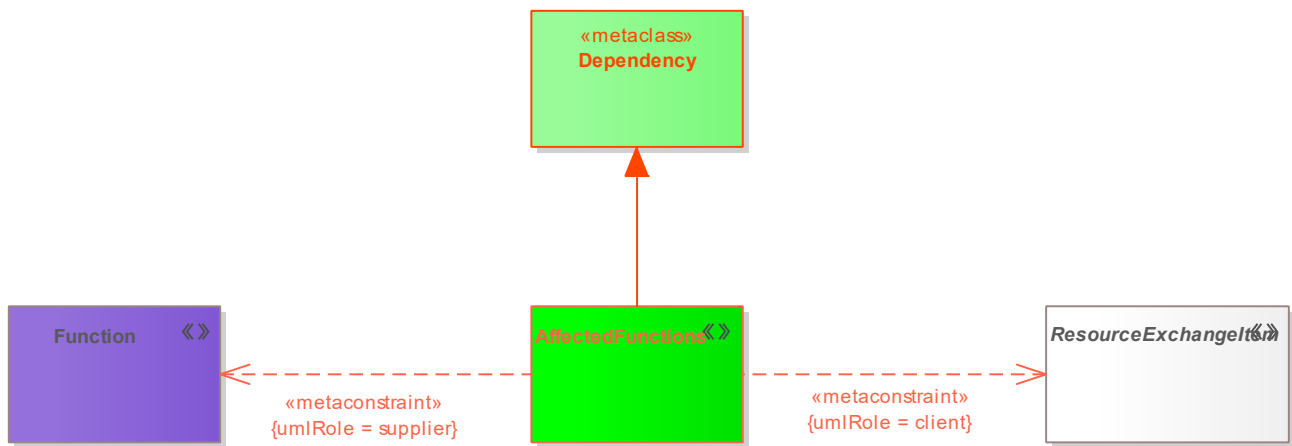 «metaclass»
Dependency
Function
«»
AffectedFunctions
«»
ResourceExchangeItem
«»
«metaconstraint»
{umlRole = supplier}
«metaconstraint»
{umlRole = client}